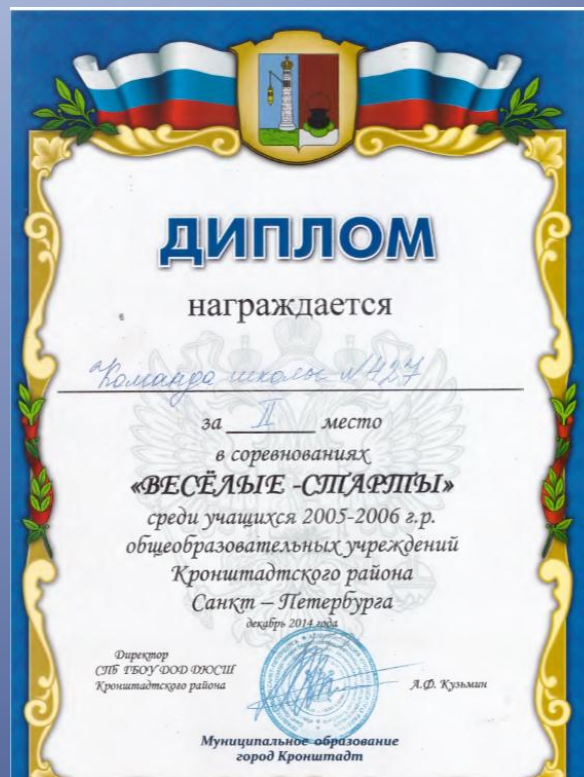 ДИПЛОМ
награждается
Команда школы №427
за II место
в соревнованиях
«ВЕСЁЛЫЕ -СТАРТЫ»
среди учащихся 2005-2006 г.р.
общеобразовательных учреждений
Кронштадтского района
Санкт – Петербурга
декабрь 2014 года
Директор
СПб ГБОУ ДОД ДЮСШ
Кронштадтского района
А.Ф. Кузьмин
Муниципальное образование
город Кронштадт